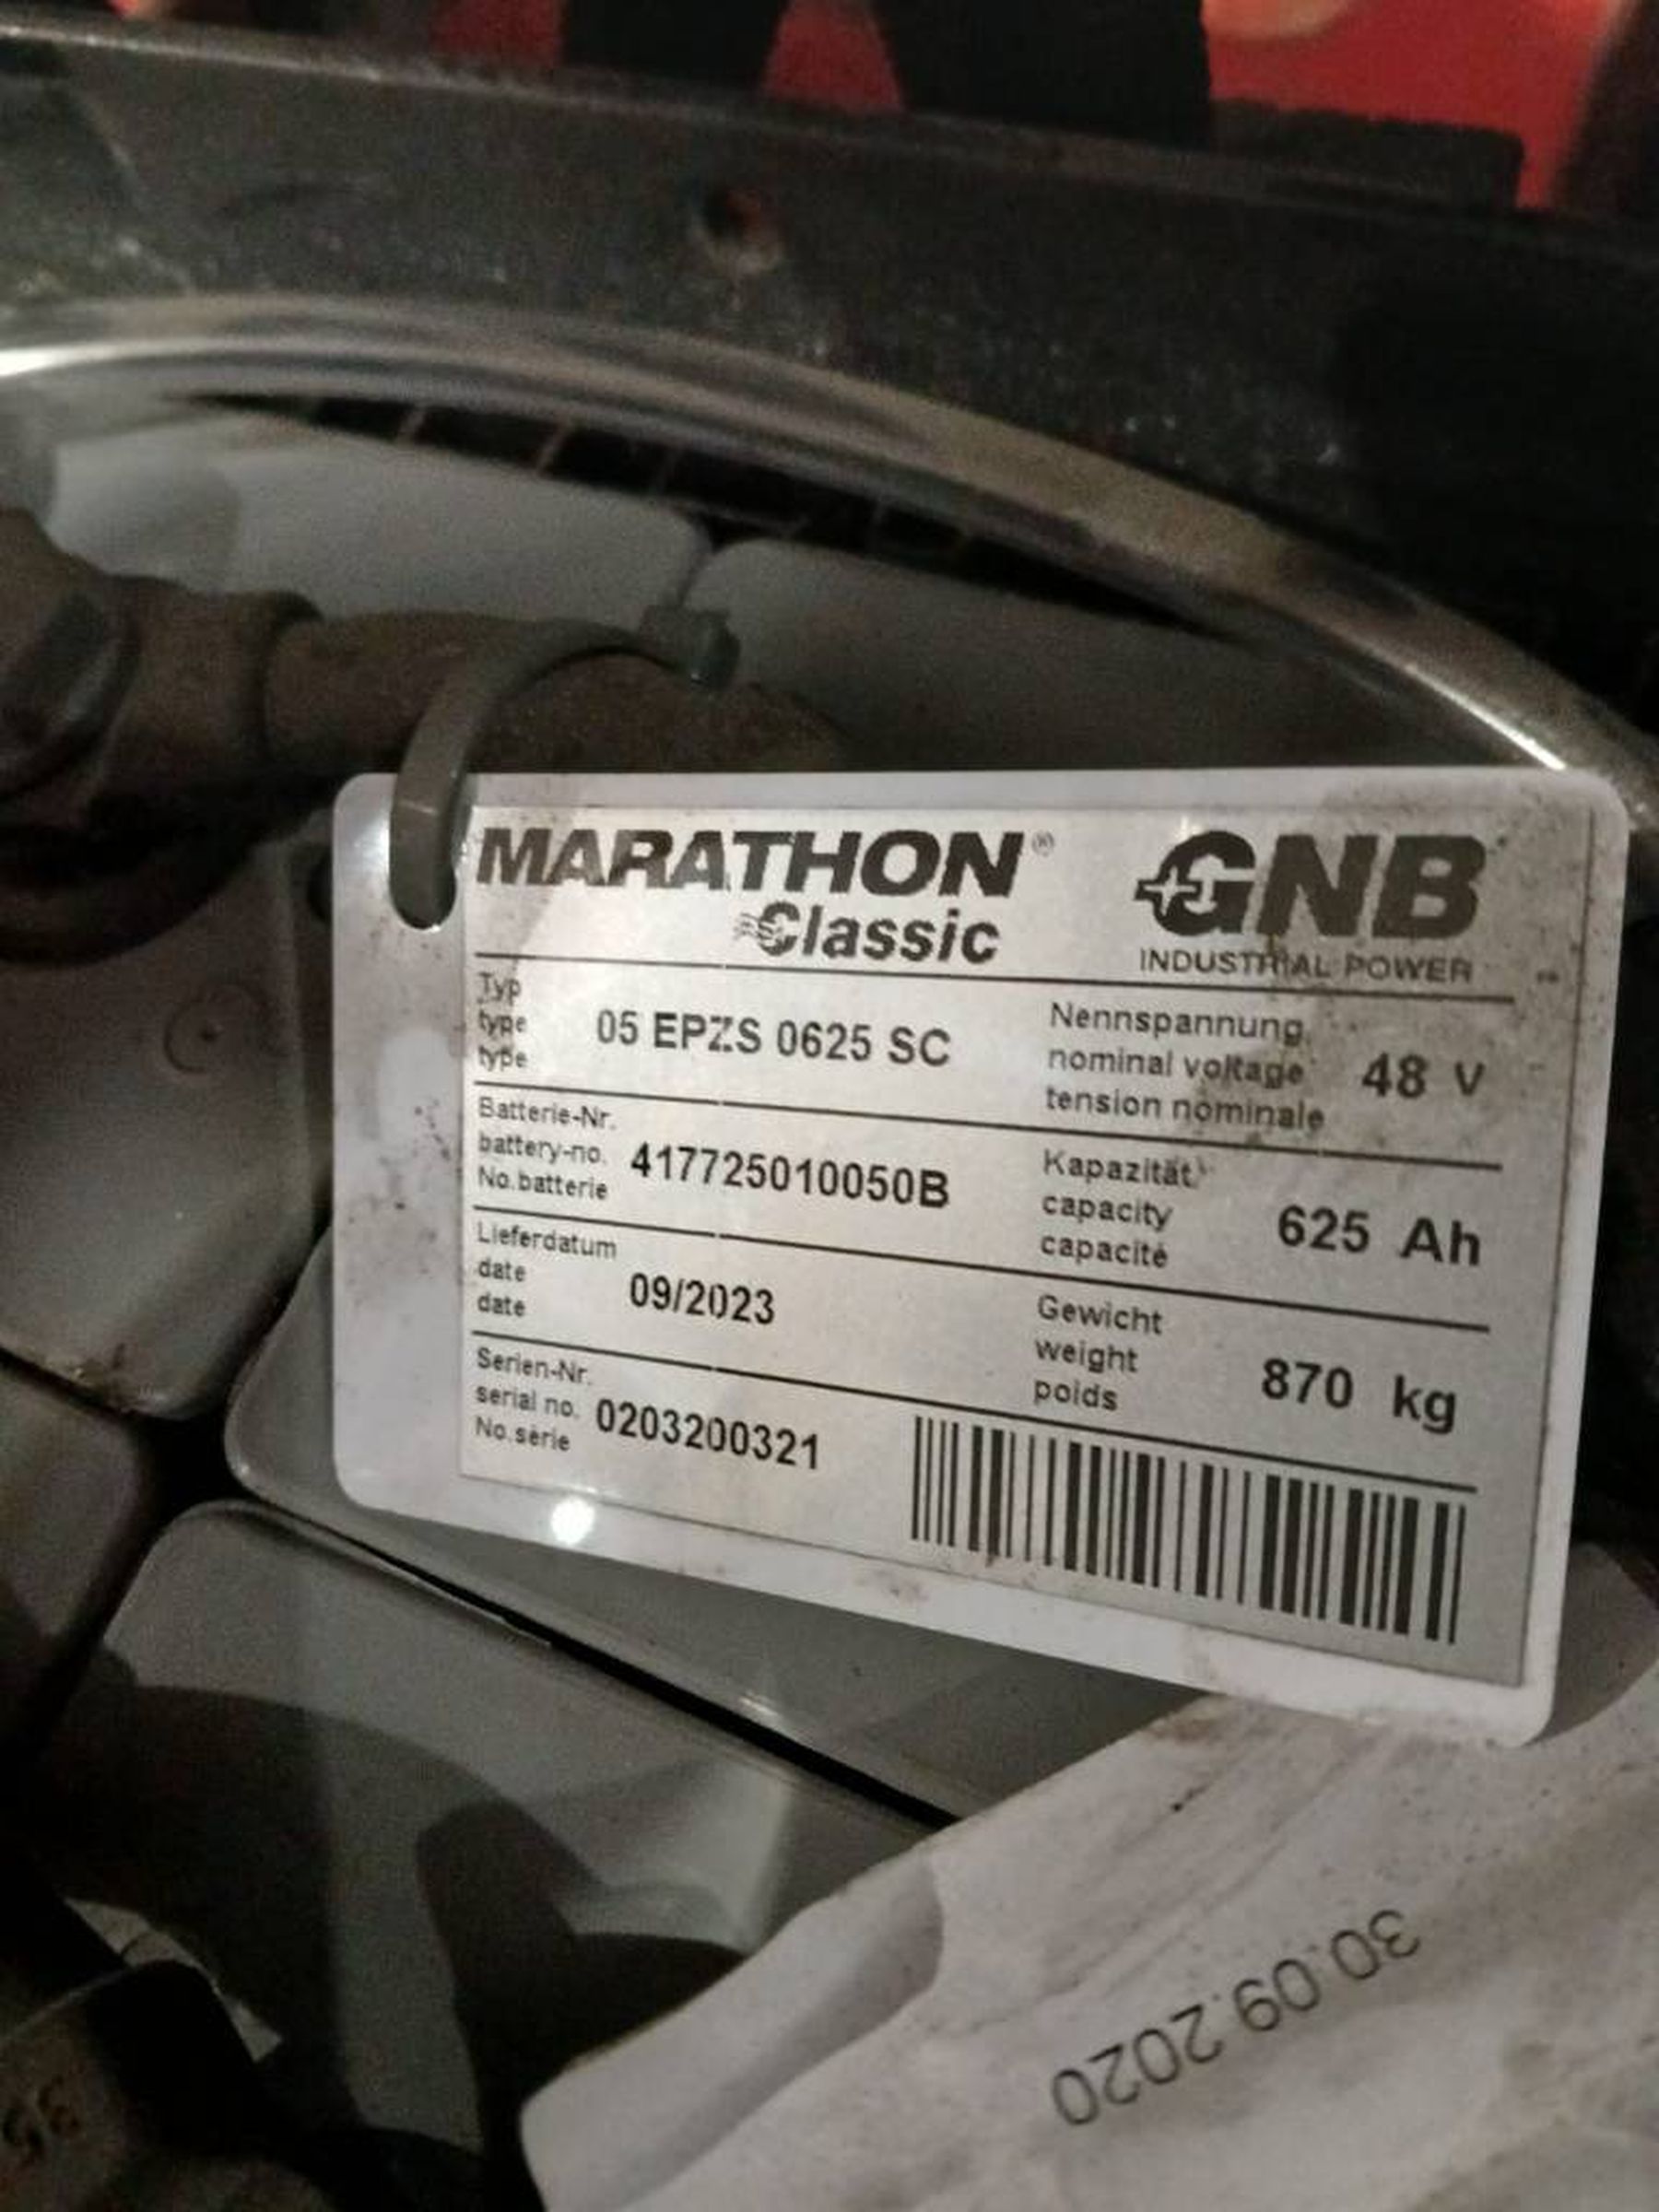 MARATHON®
Classic
GNB
INDUSTRIAL POWER
Typ
type
type
05 EPZS 0625 SC
Nennspannung
nominal voltage
tension nominale
48 V
Batterie-Nr.
battery-no.
No.batterie
417725010050B
Kapazität
capacity
capacité
625 Ah
Lieferdatum
date
date
09/2023
Gewicht
weight
poids
870 kg
Serien-Nr.
serial no.
No.série
0203200321
30.09.2020
35